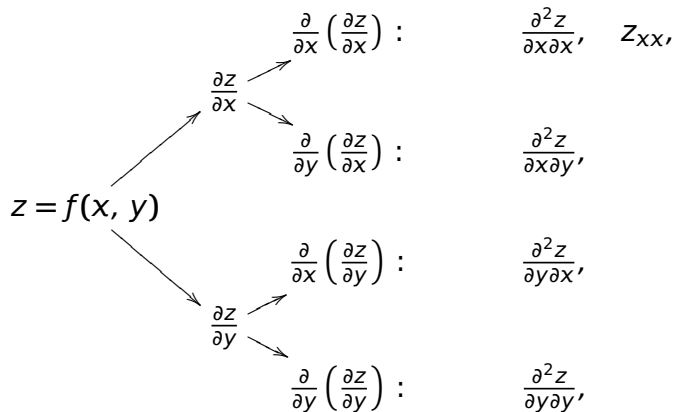 ∂/∂x (∂z/∂x) : ∂²z/∂x∂x, z_xx,
∂z/∂x
∂/∂y (∂z/∂x) : ∂²z/∂x∂y,
z = f(x, y)
∂/∂x (∂z/∂y) : ∂²z/∂y∂x,
∂z/∂y
∂/∂y (∂z/∂y) : ∂²z/∂y∂y,